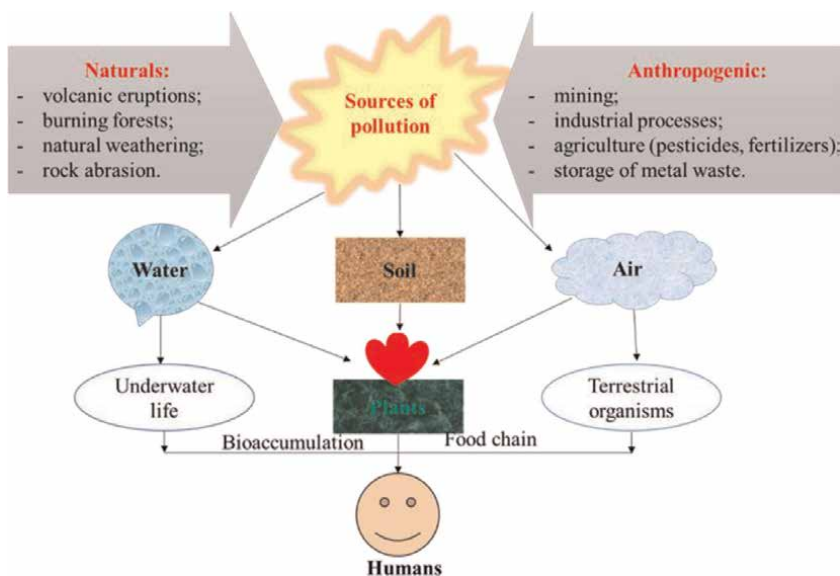 Naturals:
- volcanic eruptions;
- burning forests;
- natural weathering;
- rock abrasion.
Sources of
pollution
Anthropogenic:
- mining;
- industrial processes;
- agriculture (pesticides, fertilizers);
- storage of metal waste.
Water
Soil
Air
Underwater
life
Plants
Terrestrial
organisms
Bioaccumulation
Food chain
Humans